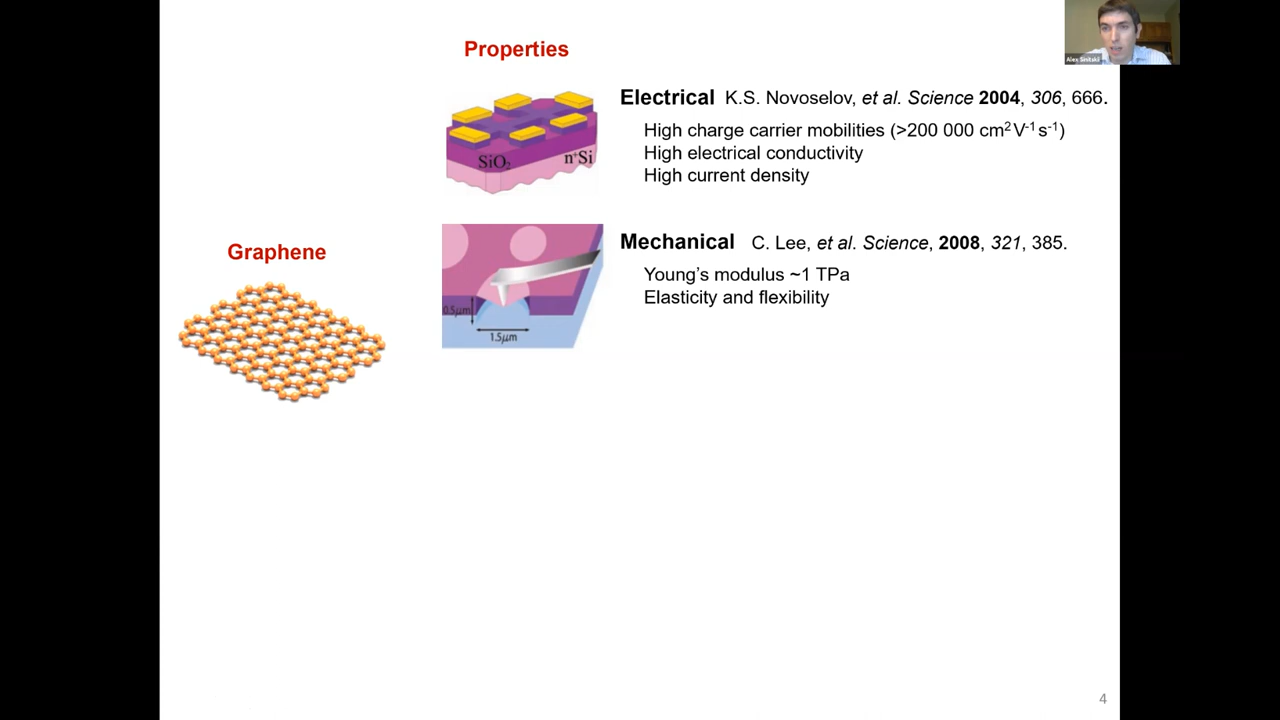 Properties
Alex Sinitskii
Electrical K.S. Novoselov, et al. Science 2004, 306, 666.
High charge carrier mobilities (>200 000 cm²V⁻¹s⁻¹)
High electrical conductivity
High current density
SiO₂
n⁺Si
Graphene
Mechanical C. Lee, et al. Science, 2008, 321, 385.
Young’s modulus ~1 TPa
Elasticity and flexibility
0.5μm
1.5μm
4